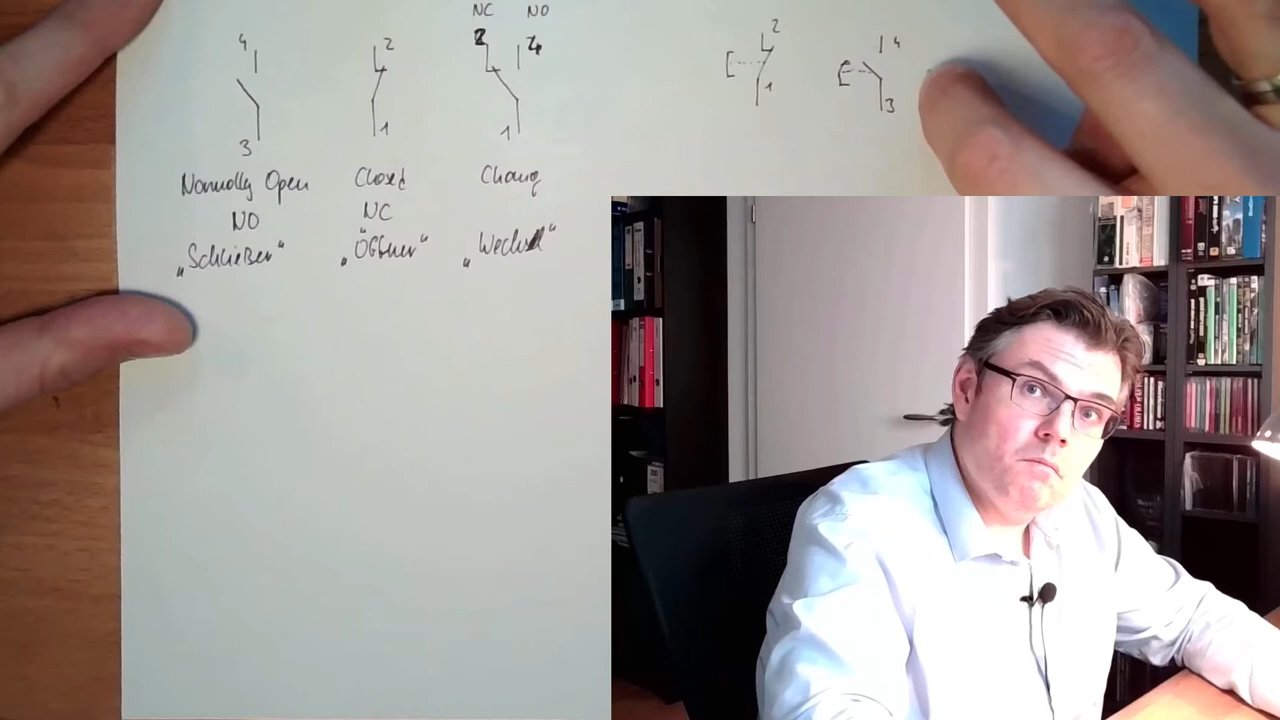 NC NO
4 2 2 4 2 4
3 1 1 1 3
Normally Open Closed Change
NO NC
„Schließer“ „Öffner“ „Wechsel“